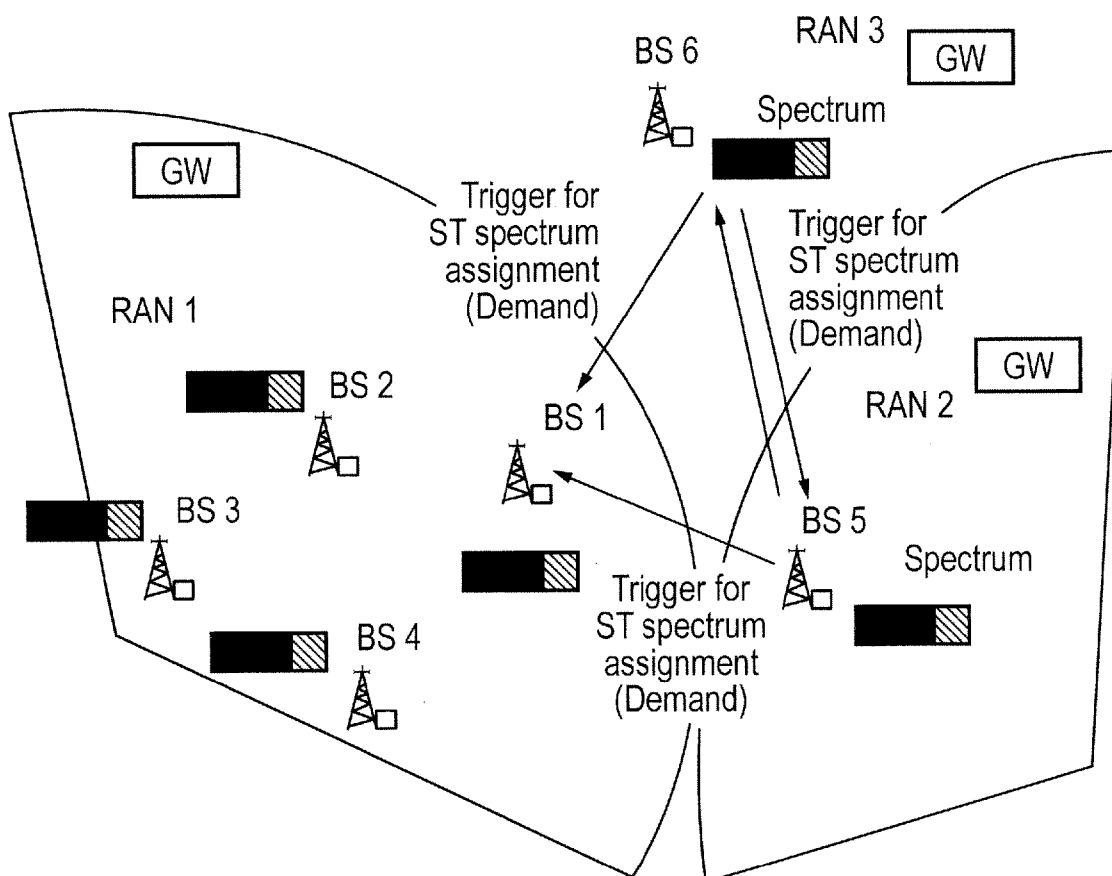 RAN 3
GW
BS 6
Spectrum
GW
Trigger for
ST spectrum
assignment
(Demand)
Trigger for
ST spectrum
assignment
(Demand)
RAN 1
GW
BS 2
BS 1
RAN 2
BS 3
BS 5
Spectrum
BS 4
Trigger for
ST spectrum
assignment
(Demand)